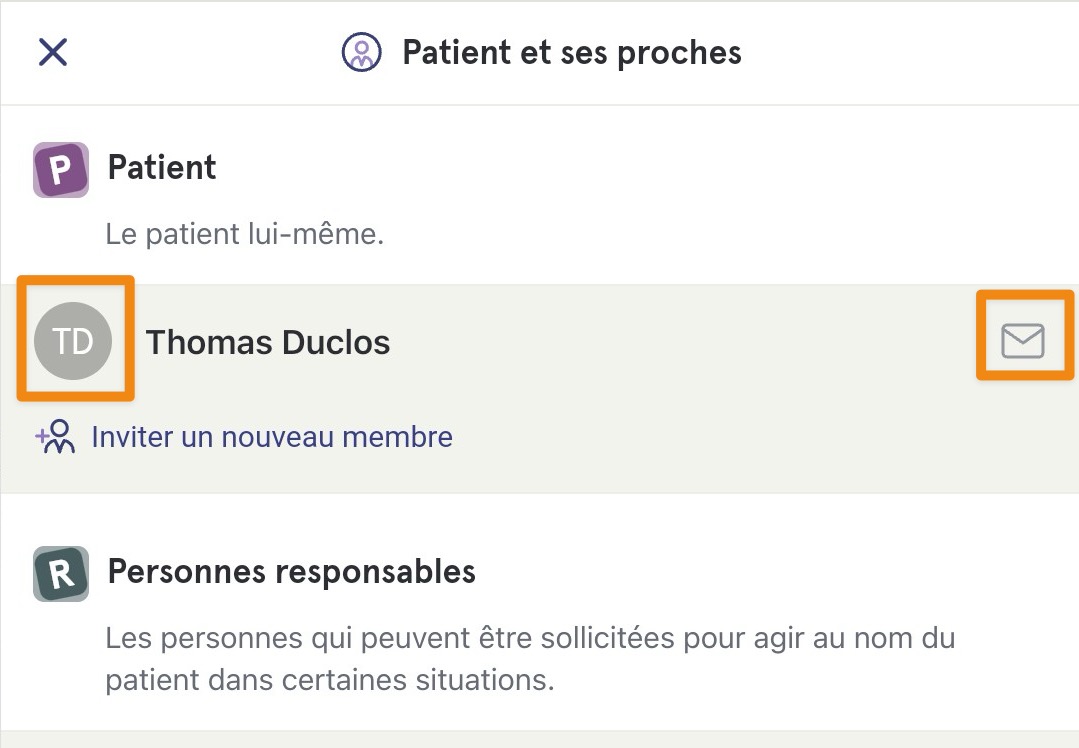 Patient et ses proches
P Patient
Le patient lui-même.
TD Thomas Duclos
Inviter un nouveau membre
R Personnes responsables
Les personnes qui peuvent être sollicitées pour agir au nom du
patient dans certaines situations.